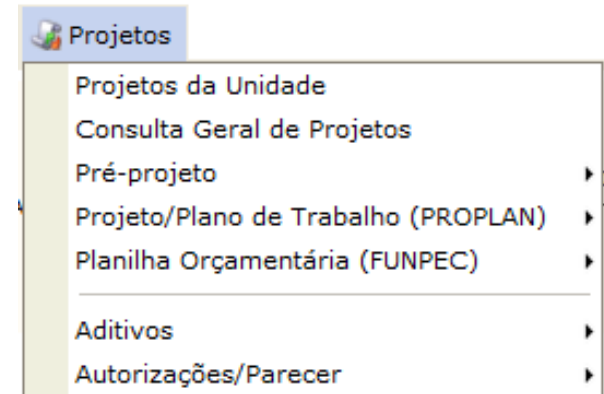 Projetos
Projetos da Unidade
Consulta Geral de Projetos
Pré-projeto
Projeto/Plano de Trabalho (PROPLAN)
Planilha Orçamentária (FUNPEC)
Aditivos
Autorizações/Parecer